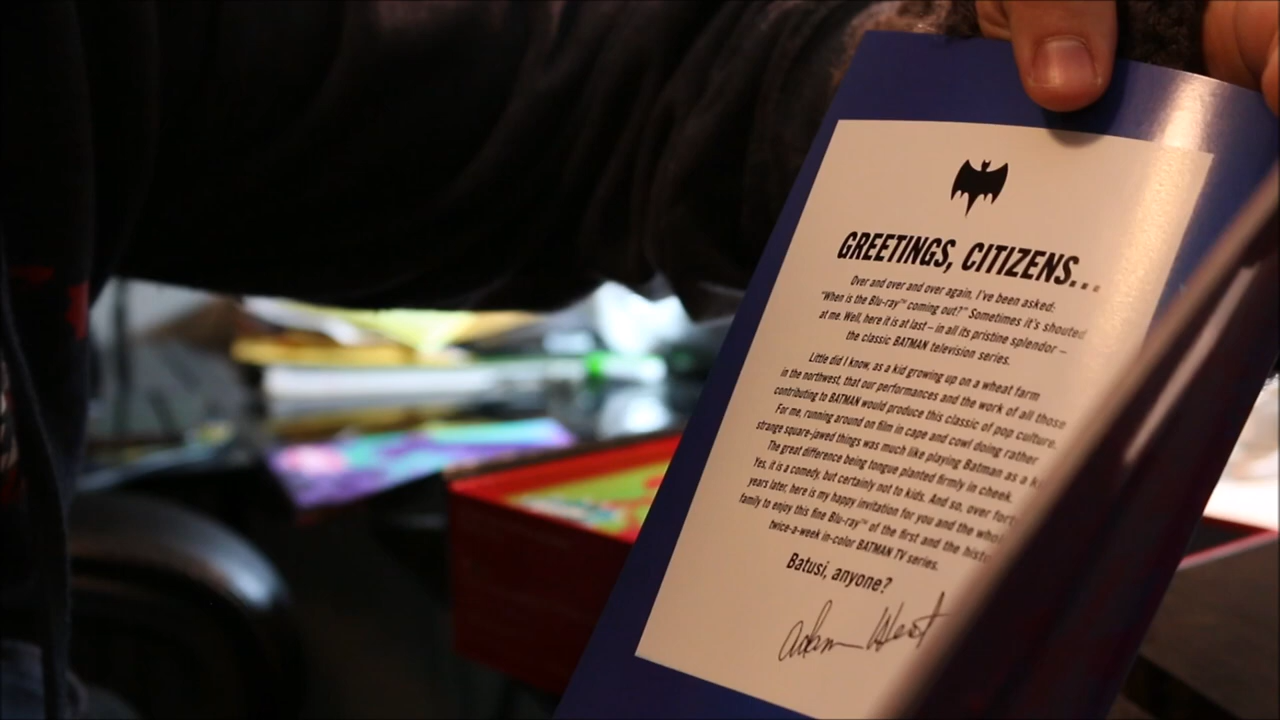 GREETINGS, CITIZENS...
Over and over and over again, I've been asked:
"When is the Blu-ray™ coming out?" Sometimes it's shouted
at me. Well, here it is at last – in all its pristine splendor –
the classic BATMAN television series.
Little did I know, as a kid growing up on a wheat farm
in the northwest, that our performances and the work of all those
contributing to BATMAN would produce this classic of pop culture.
For me, running around on film in cape and cowl doing rather
strange square-jawed things was much like playing Batman as a
The great difference being tongue planted firmly in cheek.
Yes, it is a comedy, but certainly not to kids. And so, over
years later, here is my happy invitation for you and the
family to enjoy this fine Blu-ray™ of the first and the
twice-a-week in-color BATMAN TV series.
Batusi, anyone?
Adam West